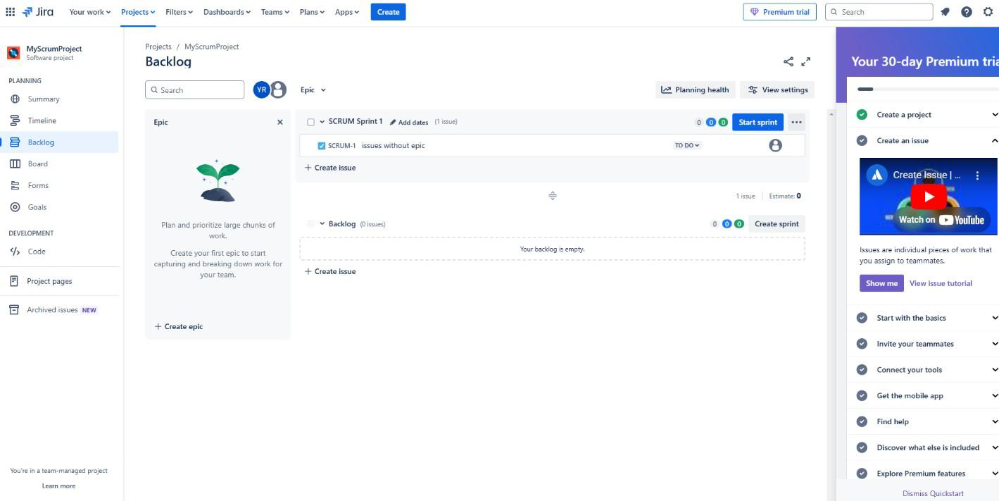 Jira
Your work
Projects
Filters
Dashboards
Teams
Plans
Apps
Create
Premium trial
Search
MyScrumProject
Software project
PLANNING
Summary
Timeline
Backlog
Board
Forms
Goals
DEVELOPMENT
Code
Project pages
Archived issues NEW
You're in a team-managed project
Learn more
Projects / MyScrumProject
Backlog
Search
YR
Epic
Planning health
View settings
Epic
Plan and prioritize large chunks of
work.
Create your first epic to start
capturing and breaking down work for
your team.
+ Create epic
SCRUM Sprint 1 Add dates (1 issue)
0 0 0
Start sprint
SCRUM-1 issues without epic
TO DO
+ Create issue
1 issue
Estimate: 0
Backlog (0 issues)
0 0 0
Create sprint
Your backlog is empty.
+ Create issue
Your 30-day Premium tria
Create a project
Create an issue
Create Issue | ...
Watch on YouTube
Issues are individual pieces of work that
you assign to teammates.
Show me
View issue tutorial
Start with the basics
Invite your teammates
Connect your tools
Get the mobile app
Find help
Discover what else is included
Explore Premium features
Dismiss Quickstart